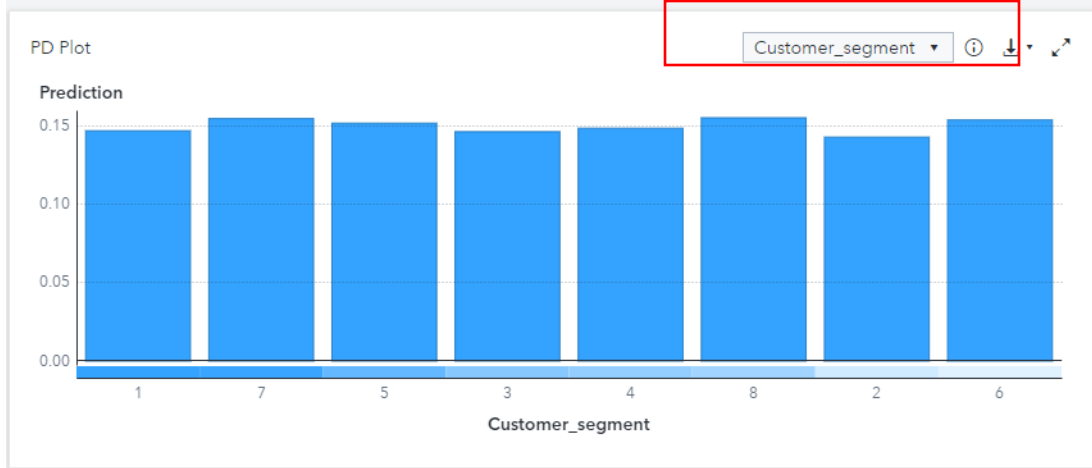 PD Plot
Customer_segment
Prediction
0.15
0.10
0.05
0.00
1 7 5 3 4 8 2 6
Customer_segment